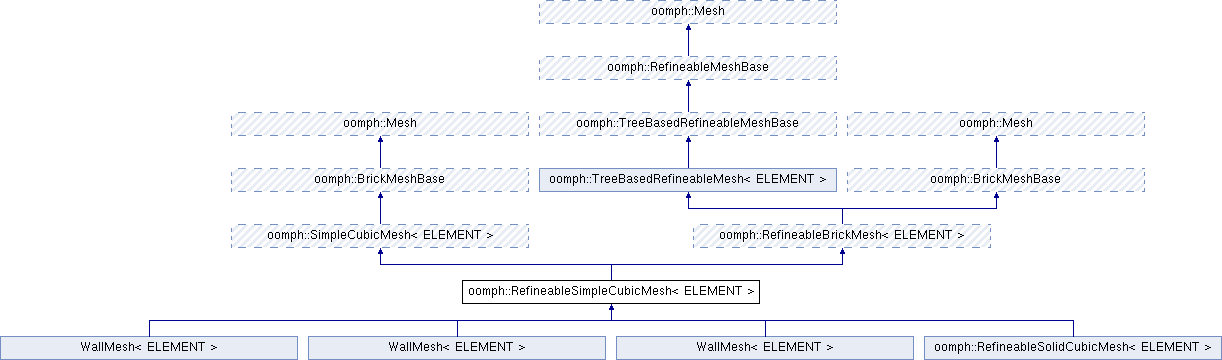 oomph::Mesh
oomph::RefineableMeshBase
oomph::Mesh
oomph::TreeBasedRefineableMeshBase
oomph::Mesh
oomph::BrickMeshBase
oomph::TreeBasedRefineableMesh< ELEMENT >
oomph::BrickMeshBase
oomph::SimpleCubicMesh< ELEMENT >
oomph::RefineableBrickMesh< ELEMENT >
oomph::RefineableSimpleCubicMesh< ELEMENT >
WallMesh< ELEMENT >
WallMesh< ELEMENT >
WallMesh< ELEMENT >
oomph::RefineableSolidCubicMesh< ELEMENT >